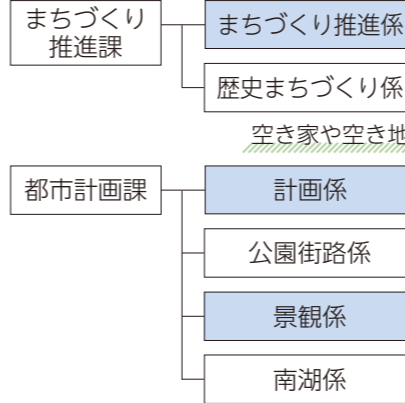 まちづくり
推進課
まちづくり推進係
歴史まちづくり係
空き家や空き地
都市計画課
計画係
公園街路係
景観係
南湖係